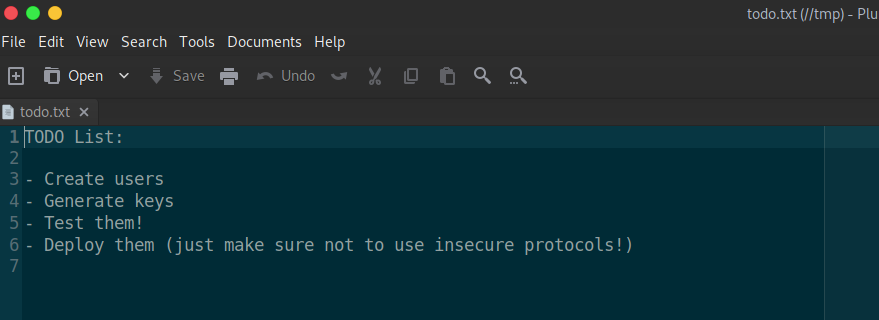 todo.txt (//tmp) - Plu
File Edit View Search Tools Documents Help
Open Save Undo
todo.txt
1 TODO List:
2
3 - Create users
4 - Generate keys
5 - Test them!
6 - Deploy them (just make sure not to use insecure protocols!)
7